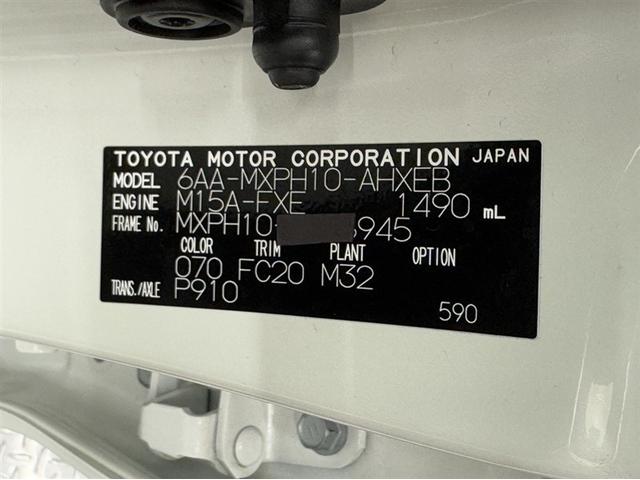 TOYOTA MOTOR CORPORATION JAPAN
MODEL 6AA-MXPH10-AHXEB
ENGINE M15A-FXE 1490 mL
FRAME No. MXPH10- 945
COLOR TRIM PLANT OPTION
070 FC20 M32
TRANS./AXLE P910
590